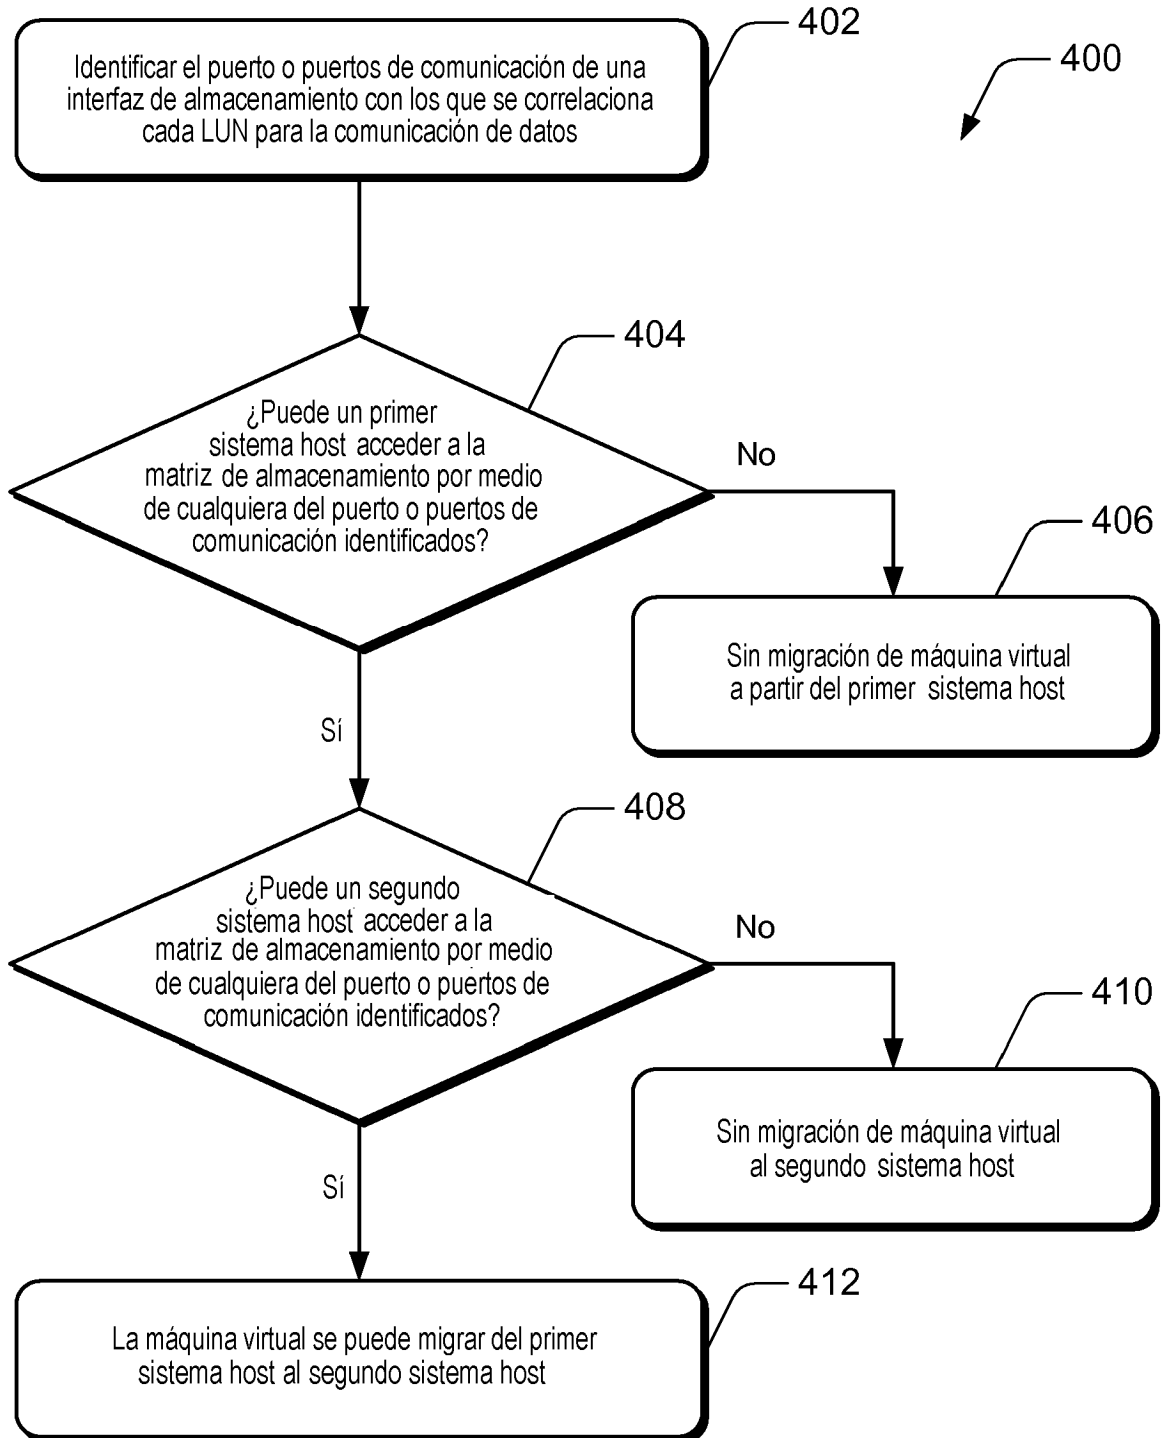 402
400
Identificar el puerto o puertos de comunicación de una
interfaz de almacenamiento con los que se correlaciona
cada LUN para la comunicación de datos
404
¿Puede un primer
sistema host acceder a la
matriz de almacenamiento por medio
de cualquiera del puerto o puertos de
comunicación identificados?
No
406
Sin migración de máquina virtual
a partir del primer sistema host
Sí
408
¿Puede un segundo
sistema host acceder a la
matriz de almacenamiento por medio
de cualquiera del puerto o puertos de
comunicación identificados?
No
410
Sin migración de máquina virtual
al segundo sistema host
Sí
412
La máquina virtual se puede migrar del primer
sistema host al segundo sistema host